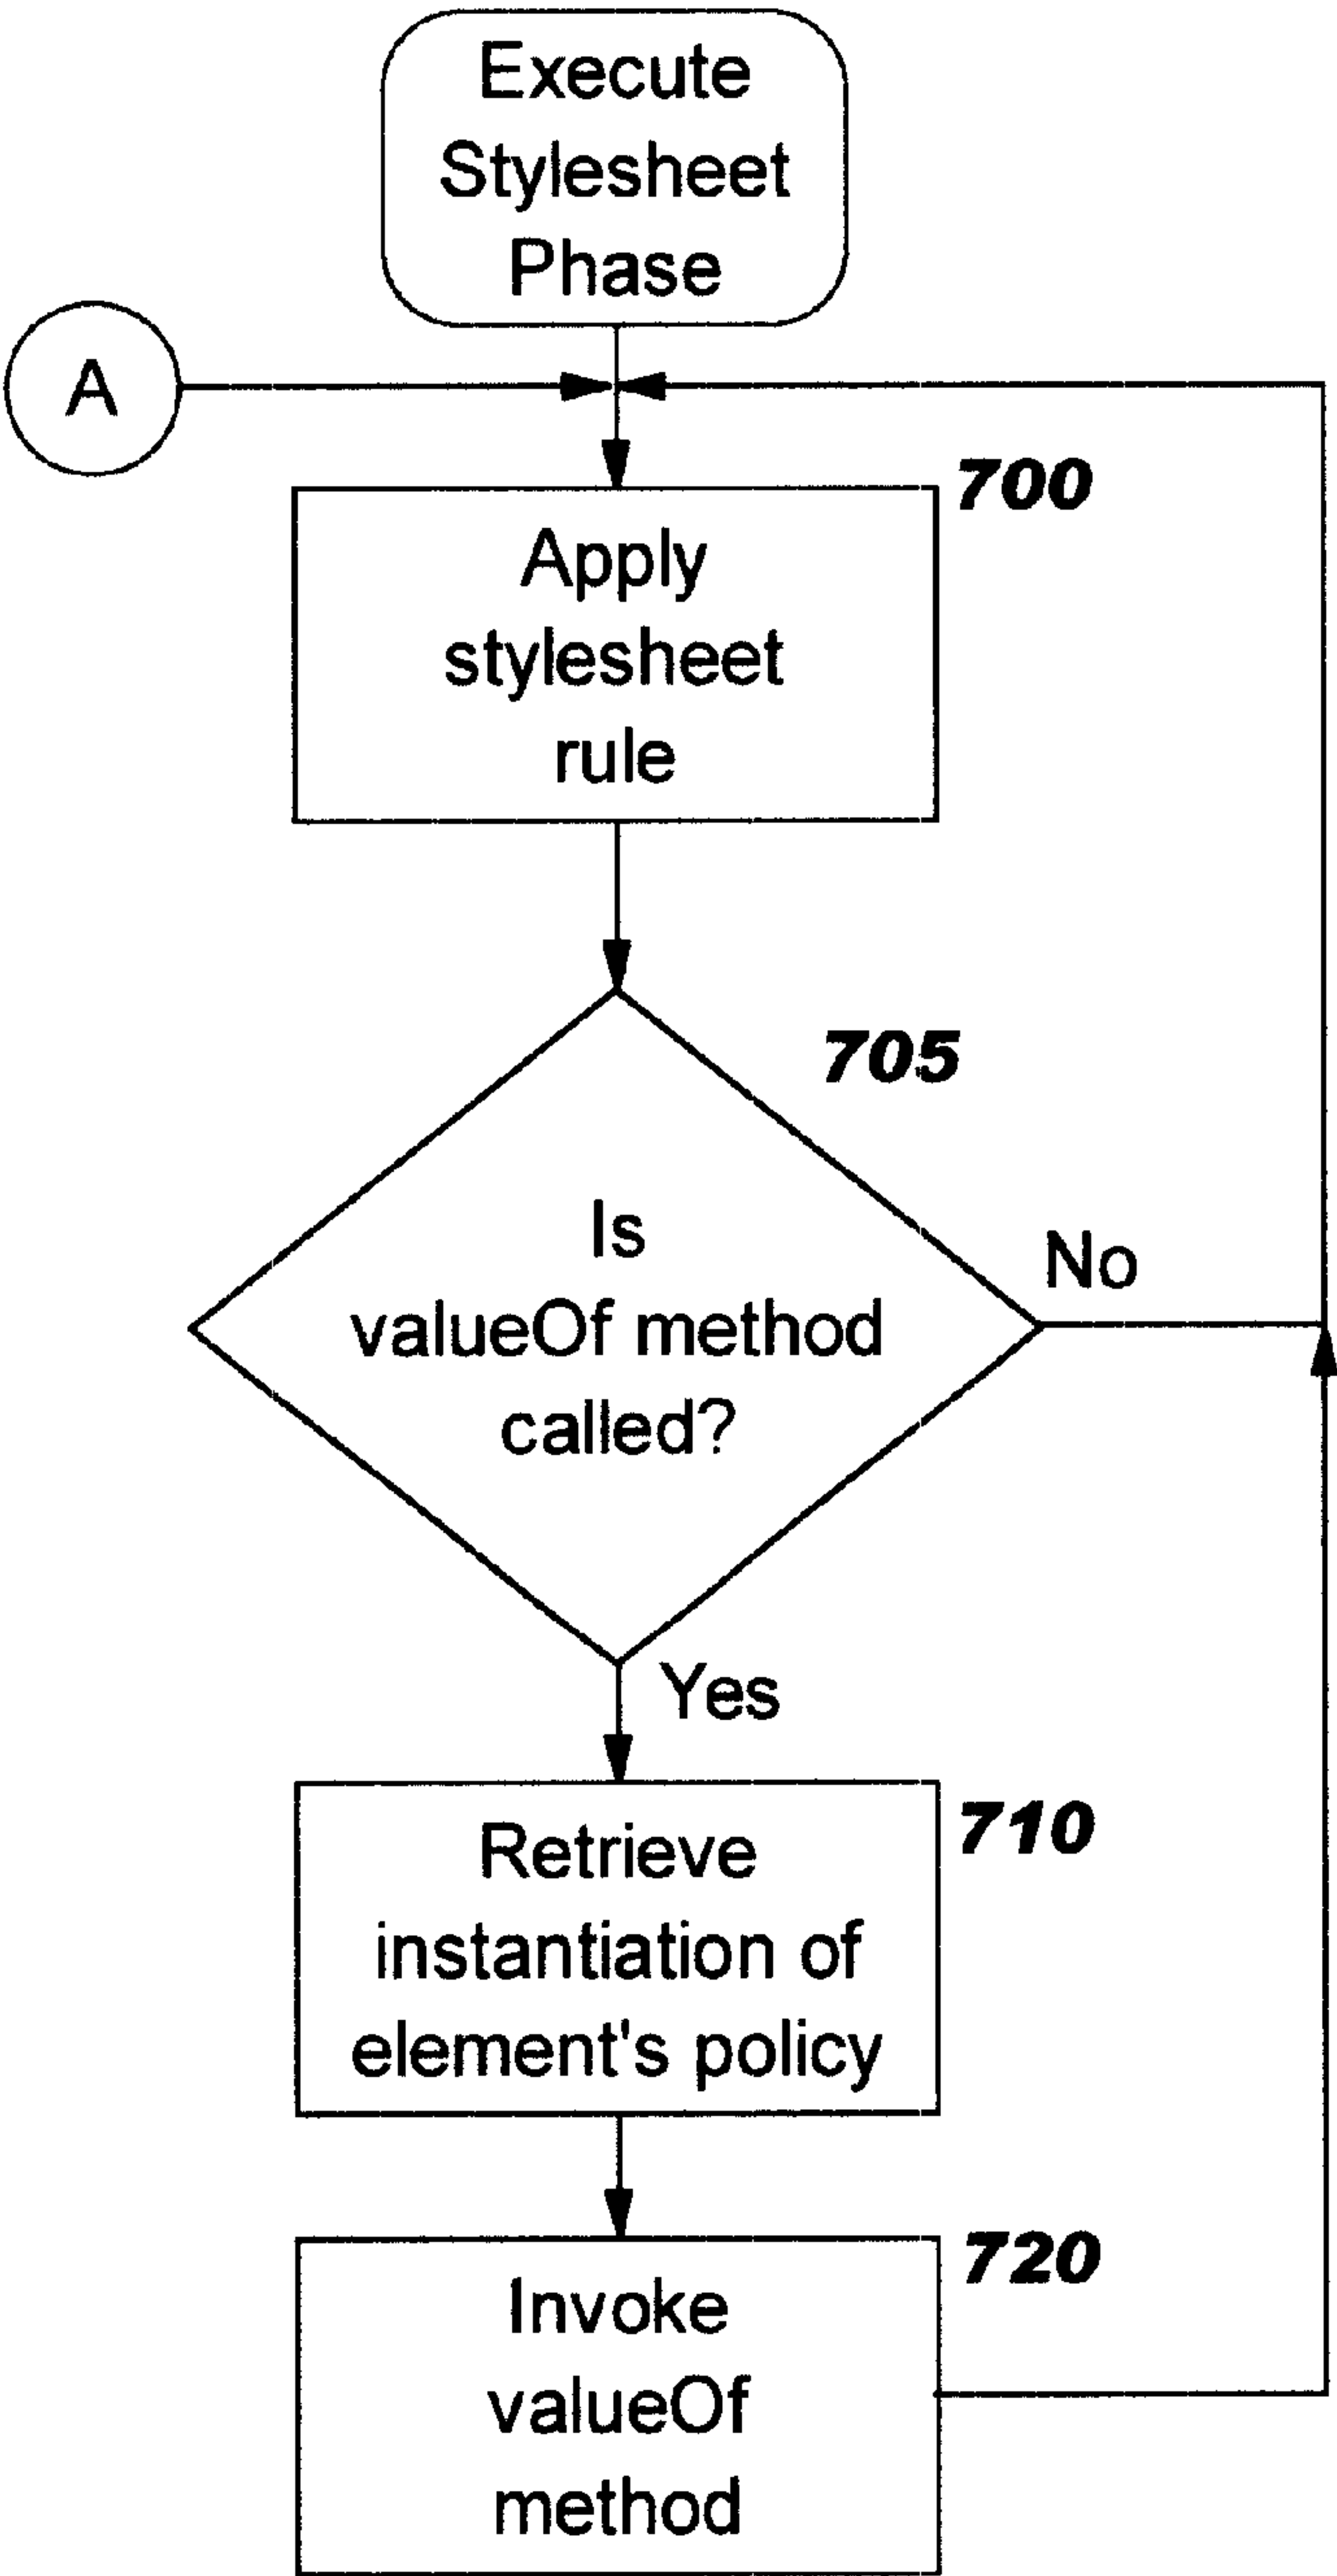 Execute
Stylesheet
Phase
A
700
Apply
stylesheet
rule
705
Is
valueOf method
called?
No
Yes
710
Retrieve
instantiation of
element's policy
720
Invoke
valueOf
method